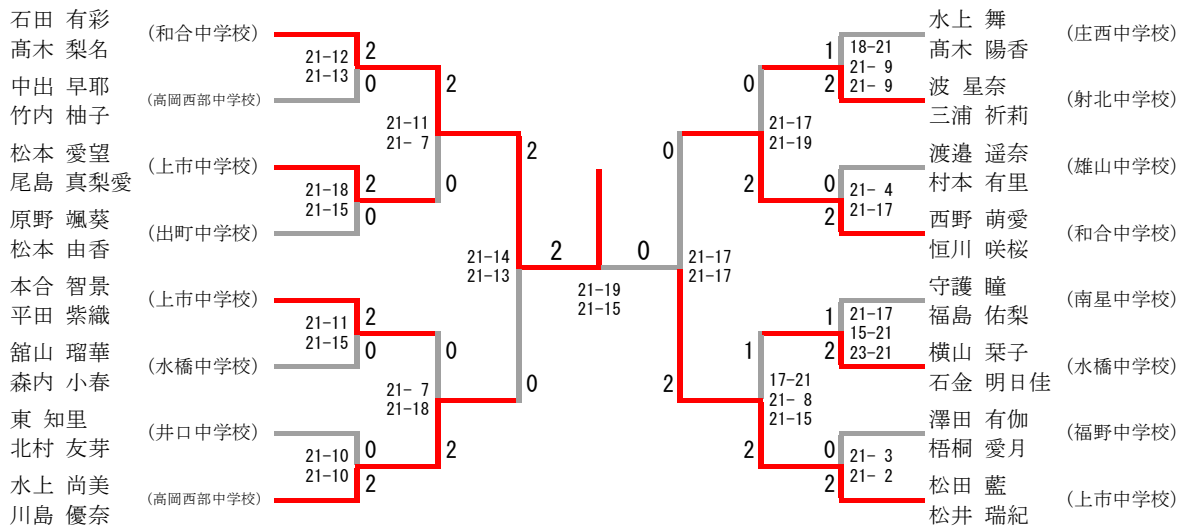 石田 有彩
髙木 梨名
(和合中学校)
中出 早耶
竹内 柚子
(高岡西部中学校)
松本 愛望
尾島 真梨愛
(上市中学校)
原野 颯葵
松本 由香
(出町中学校)
本合 智景
平田 紫織
(上市中学校)
舘山 瑠華
森内 小春
(水橋中学校)
東 知里
北村 友芽
(井口中学校)
水上 尚美
川島 優奈
(高岡西部中学校)
2
21-12
21-13
0
2
21-18
21-15
0
2
21-11
21-15
0
0
21-10
21-10
2
2
21-11
21- 7
0
0
21- 7
21-18
2
2
21-14
21-13
0
2
0
21-19
21-15
0
21-17
21-17
2
0
21-17
21-19
2
1
17-21
21- 8
21-15
2
1
18-21
21- 9
21- 9
2
0
21- 4
21-17
2
1
21-17
15-21
23-21
2
0
21- 3
21- 2
2
水上 舞
髙木 陽香
(庄西中学校)
波 星奈
三浦 祈莉
(射北中学校)
渡邉 遥奈
村本 有里
(雄山中学校)
西野 萌愛
恒川 咲桜
(和合中学校)
守護 瞳
福島 佑梨
(南星中学校)
横山 栞子
石金 明日佳
(水橋中学校)
澤田 有伽
梧桐 愛月
(福野中学校)
松田 藍
松井 瑞紀
(上市中学校)